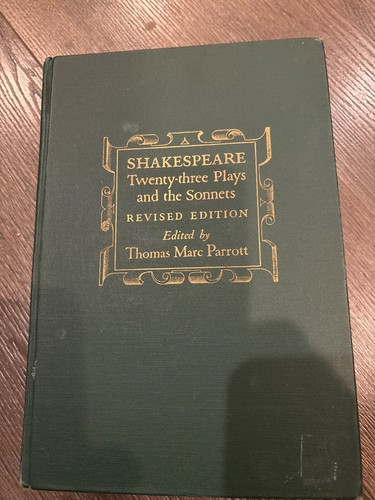 SHAKESPEARE
Twenty-three Plays
and the Sonnets
REVISED EDITION
Edited by
Thomas Marc Parrott